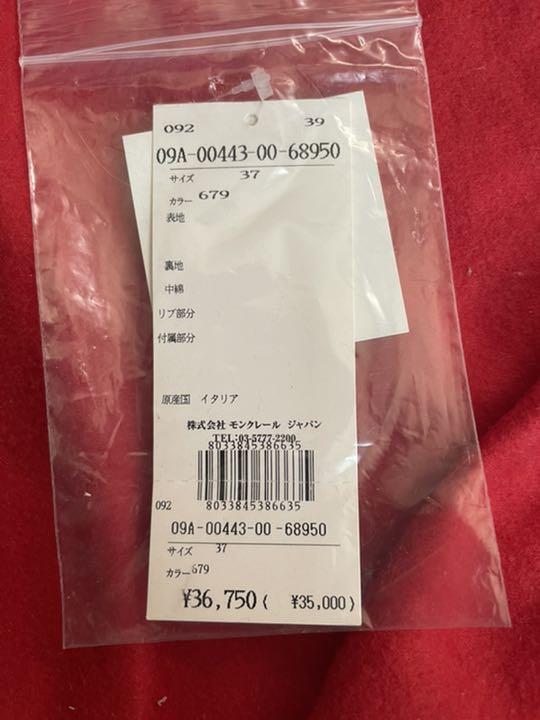 092 39
09A-00443-00-68950
サイズ 37
カラー 679
表地
裏地
中綿
リブ部分
付属部分
原産国 イタリア
株式会社 モンクレール ジャパン
TEL:03-5777-2200
8033845386635
092 8033845386635
09A-00443-00-68950
サイズ 37
カラー 679
¥36,750( ¥35,000)